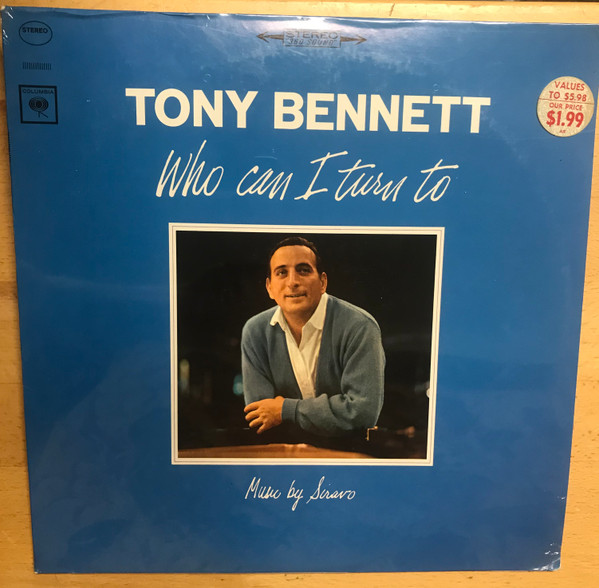 STEREO
STEREO
360 SOUND
COLUMBIA
VALUES
TO $5.98
OUR PRICE
$1.99
TONY BENNETT
Who can I turn to
Music by Siravo